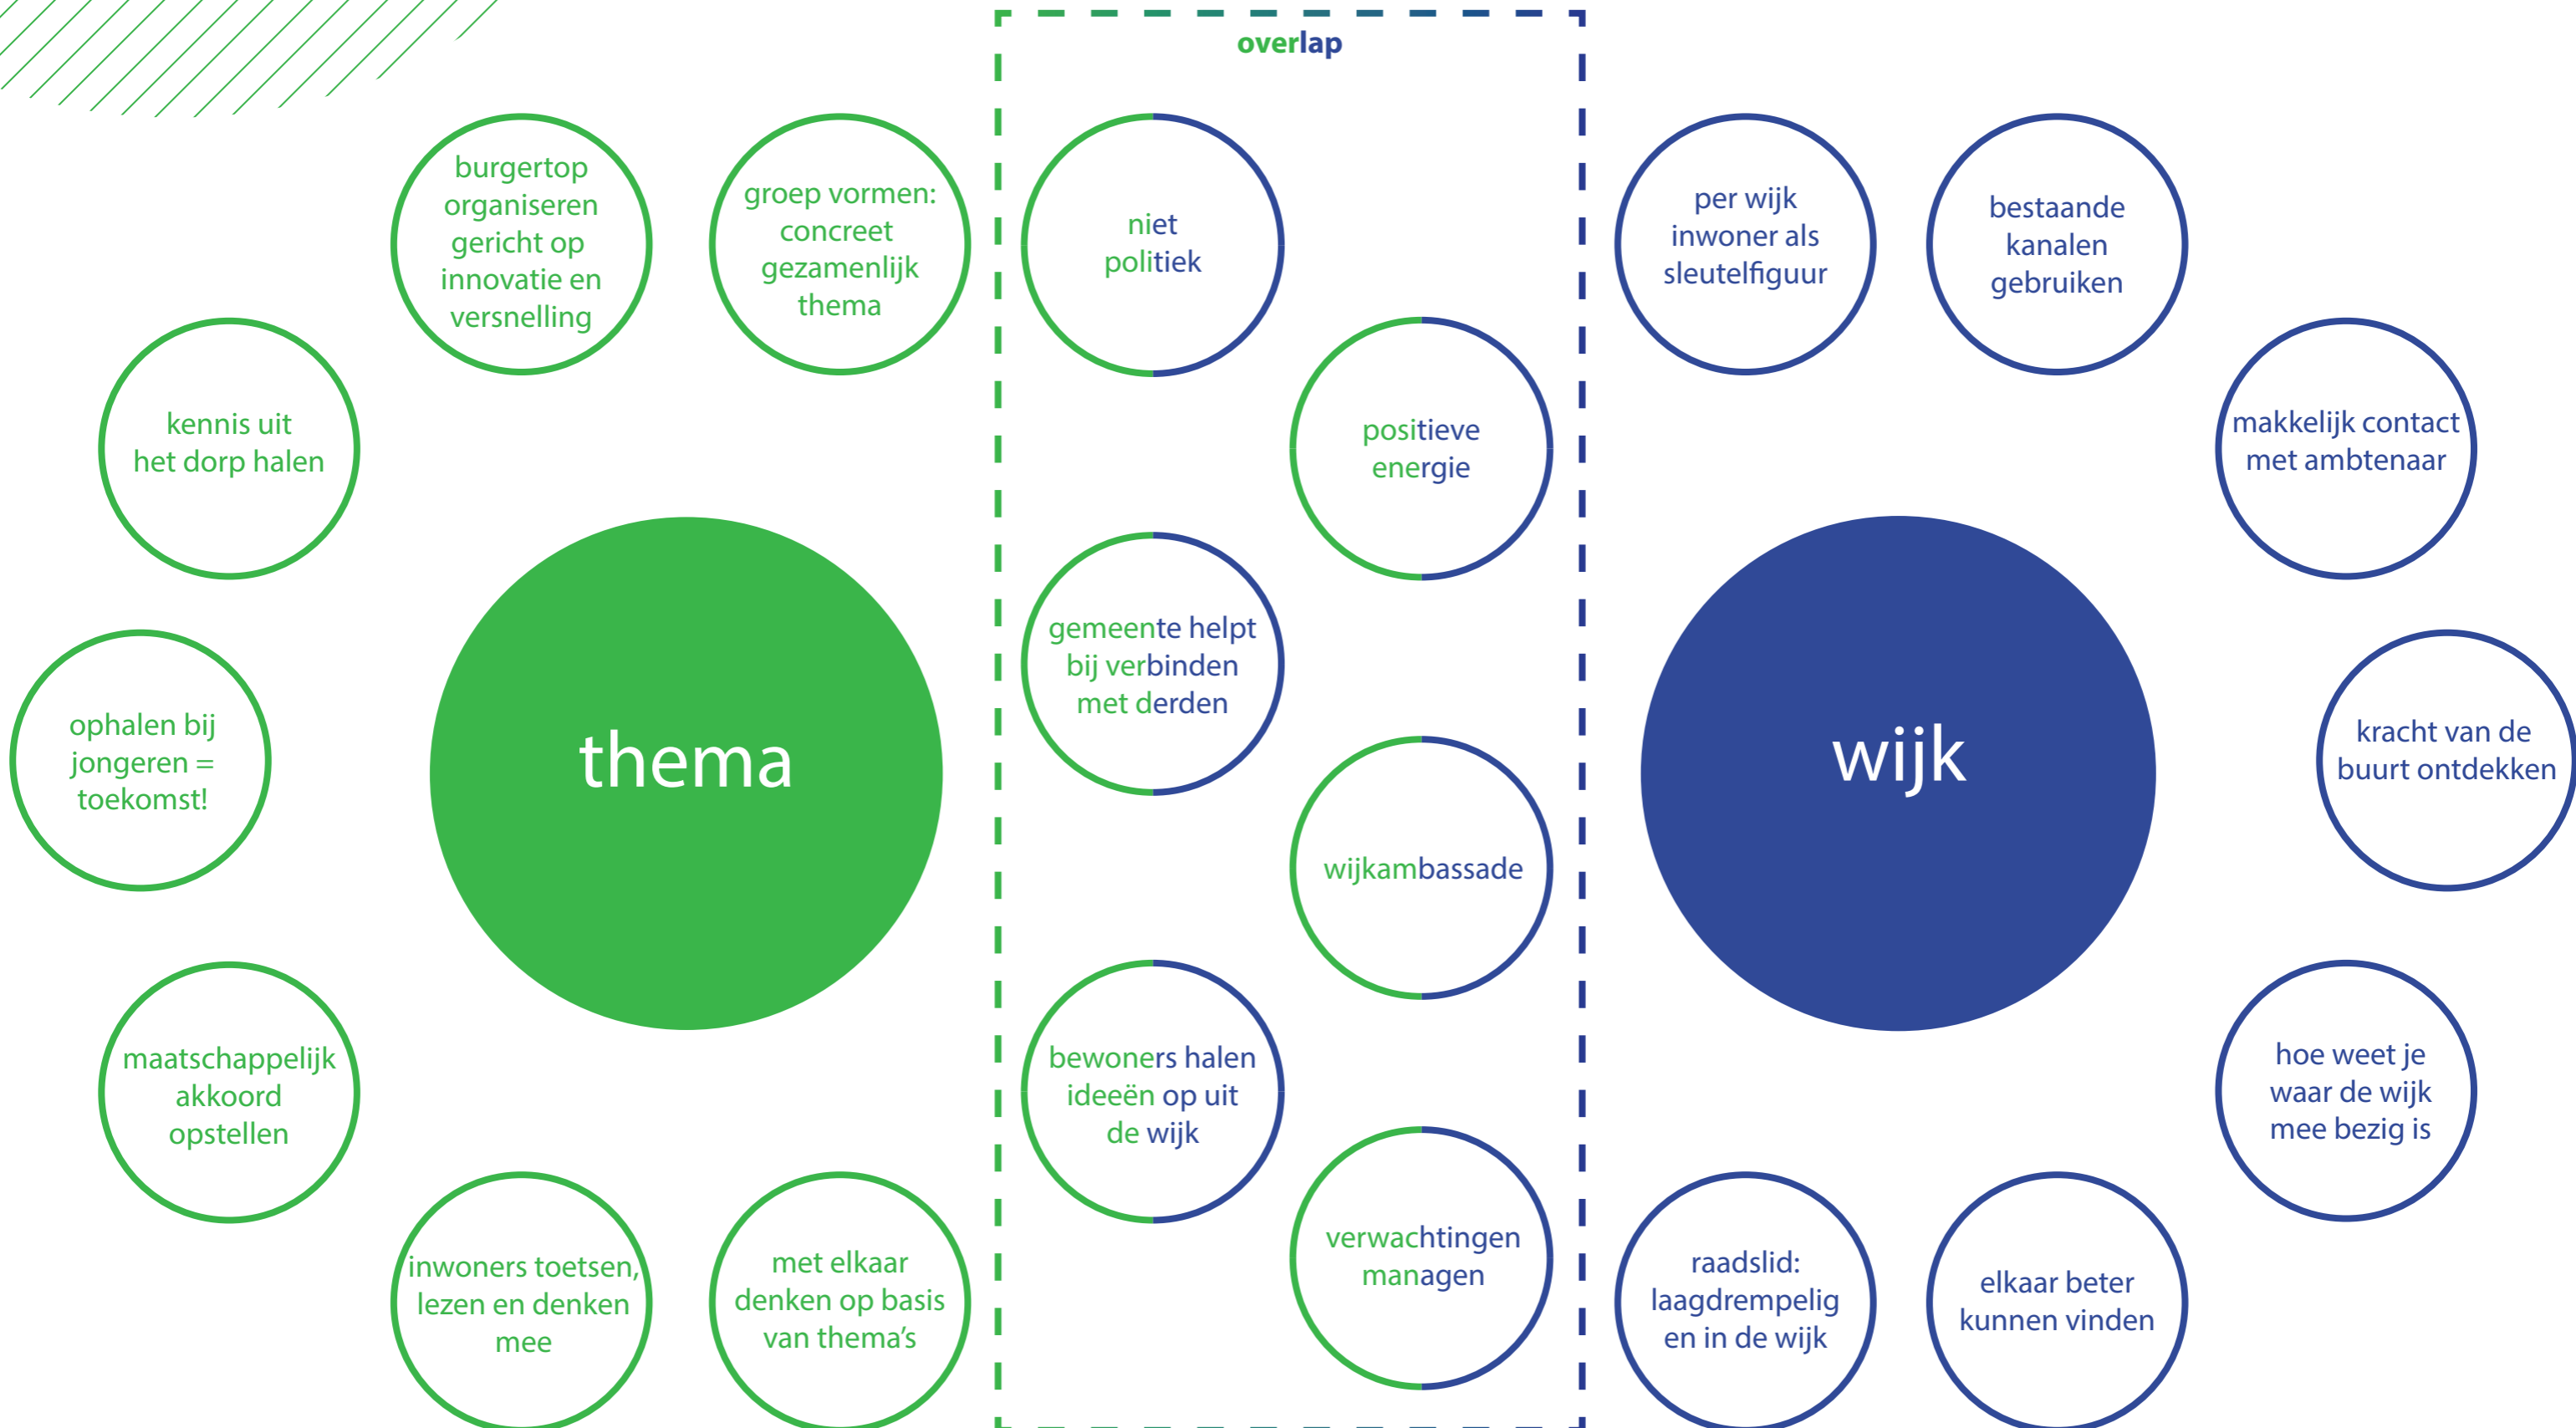 overlap
burgertop
organiseren
gericht op
innovatie en
versnelling
groep vormen:
concreet
gezamenlijk
thema
kennis uit
het dorp halen
ophalen bij
jongeren =
toekomst!
thema
maatschappelijk
akkoord
opstellen
inwoners toetsen,
lezen en denken
mee
met elkaar
denken op basis
van thema's
niet
politiek
positieve
energie
gemeente helpt
bij verbinden
met derden
wijkambassade
bewoners halen
ideeën op uit
de wijk
verwachtingen
managen
per wijk
inwoner als
sleutelfiguur
bestaande
kanalen
gebruiken
makkelijk contact
met ambtenaar
wijk
kracht van de
buurt ontdekken
hoe weet je
waar de wijk
mee bezig is
raadslid:
laagdrempelig
en in de wijk
elkaar beter
kunnen vinden